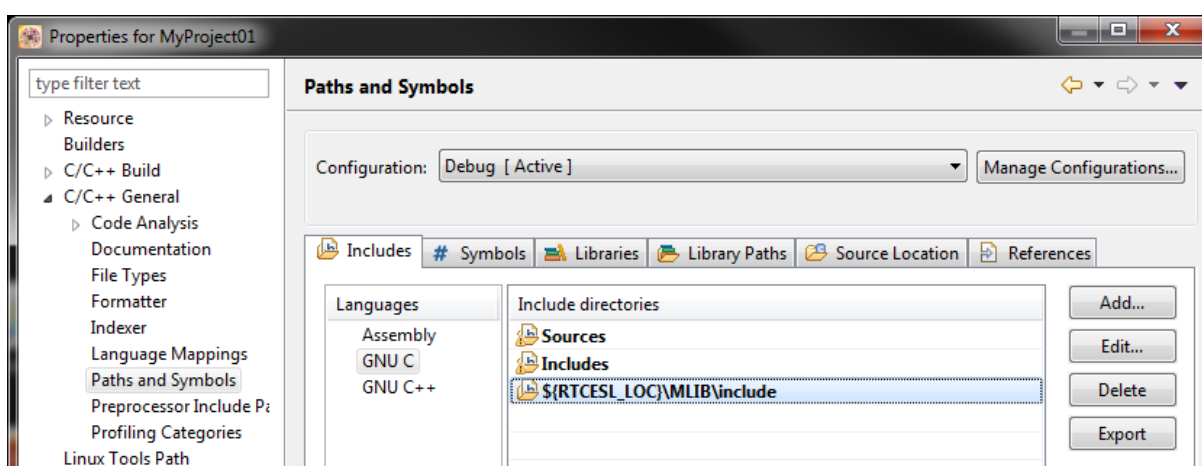 Properties for MyProject01
type filter text
Resource
Builders
C/C++ Build
C/C++ General
Code Analysis
Documentation
File Types
Formatter
Indexer
Language Mappings
Paths and Symbols
Preprocessor Include Pa
Profiling Categories
Linux Tools Path
Paths and Symbols
Configuration: Debug [ Active ] Manage Configurations...
Includes # Symbols Libraries Library Paths Source Location References
Languages
Assembly
GNU C
GNU C++
Include directories
Sources
Includes
${RTCESL_LOC}\MLIB\include
Add...
Edit...
Delete
Export